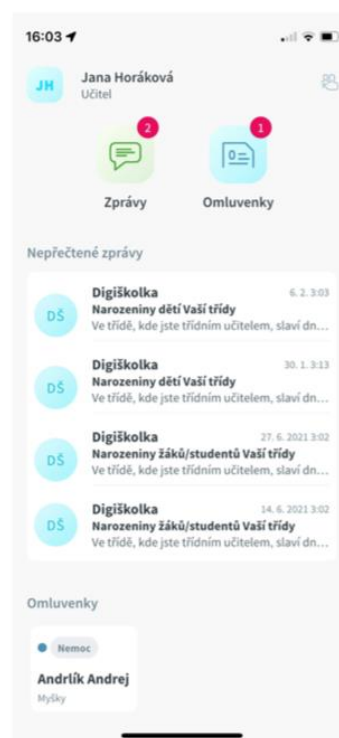 16:03
JH
Jana Horáková
Učitel
2
1
Zprávy
Omluvenky
Nepřečtené zprávy
Digiškolka 6. 2. 3:03
DŠ
Narozeniny dětí Vaší třídy
Ve třídě, kde jste třídním učitelem, slaví dn...
Digiškolka 30. 1. 3:13
DŠ
Narozeniny dětí Vaší třídy
Ve třídě, kde jste třídním učitelem, slaví dn...
Digiškolka 27. 6. 2021 3:02
DŠ
Narozeniny žáků/studentů Vaší třídy
Ve třídě, kde jste třídním učitelem, slaví dn...
Digiškolka 14. 6. 2021 3:02
DŠ
Narozeniny žáků/studentů Vaší třídy
Ve třídě, kde jste třídním učitelem, slaví dn...
Omluvenky
Nemoc
Andrlík Andrej
Myšky